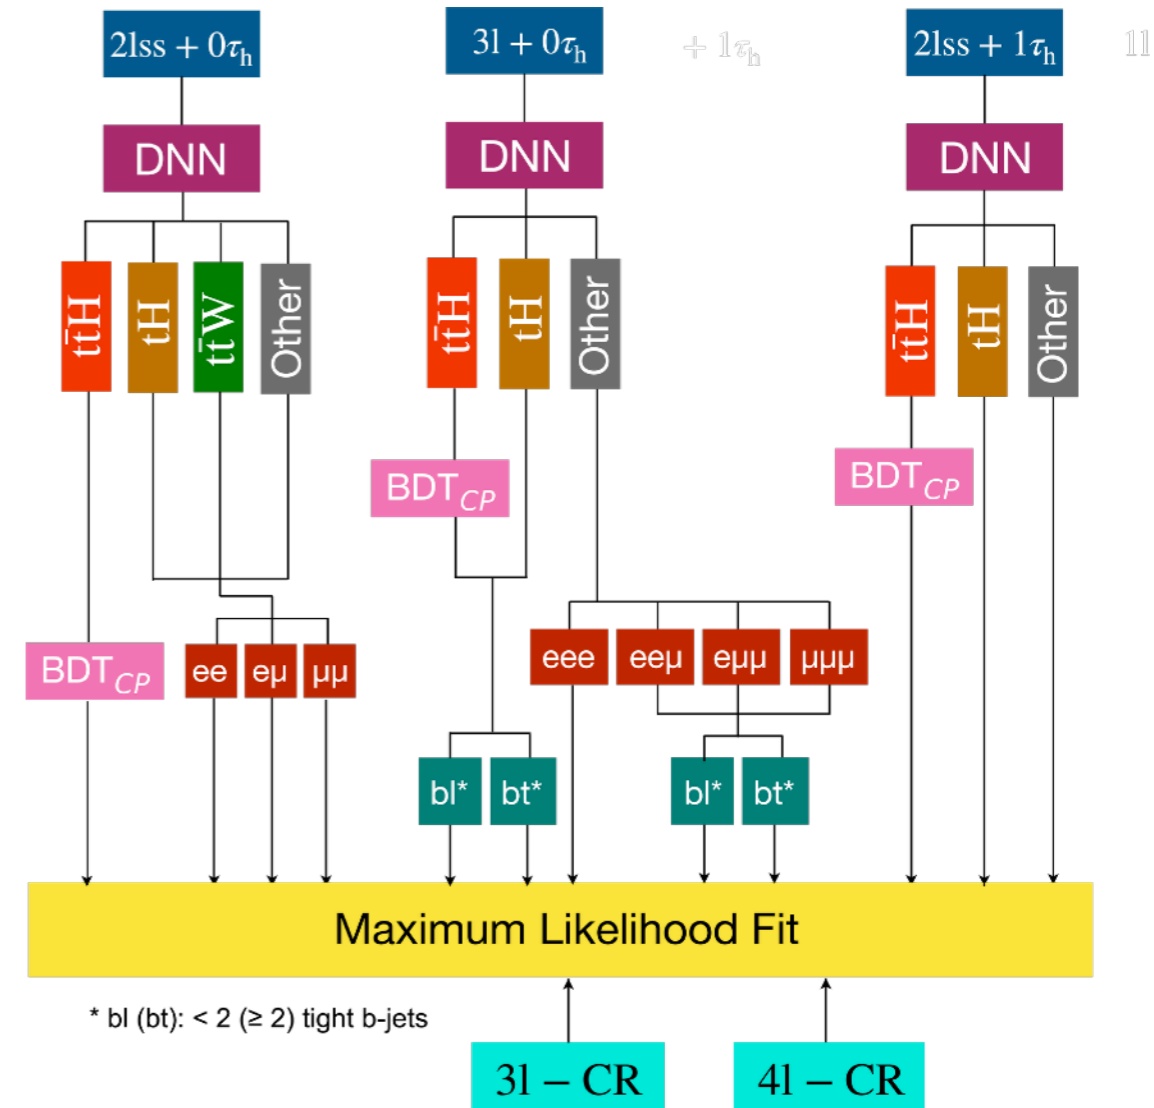 2lss + 0τh
3l + 0τh
+ 1τh
2lss + 1τh
1l
DNN
DNN
DNN
tt̄H
tH
tt̄W
Other
tt̄H
tH
Other
tt̄H
tH
Other
BDTCP
BDTCP
BDTCP
ee
eμ
μμ
eee
eeμ
eμμ
μμμ
bl*
bt*
bl*
bt*
Maximum Likelihood Fit
* bl (bt): < 2 (≥ 2) tight b-jets
3l − CR
4l − CR